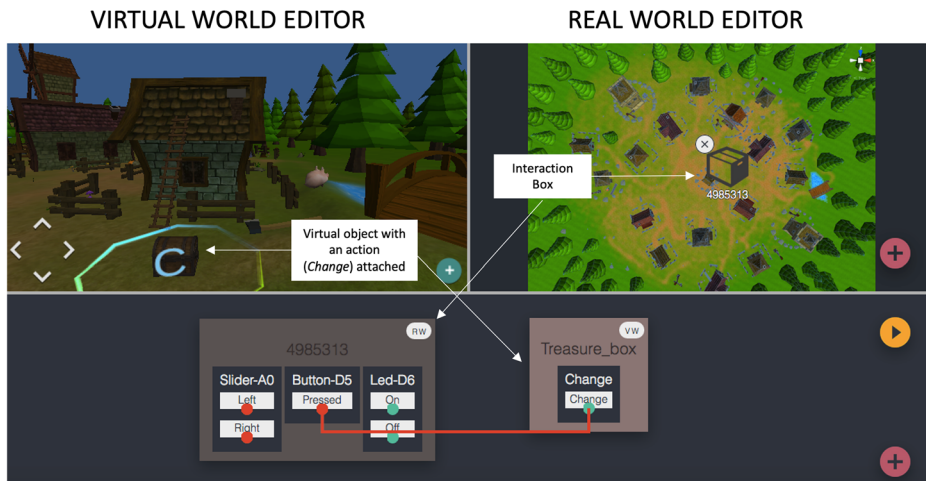 VIRTUAL WORLD EDITOR
REAL WORLD EDITOR
Interaction
Box
4985313
Virtual object with
an action
(Change) attached
C
RW
4985313
Slider-A0
Left
Right
Button-D5
Pressed
Led-D6
On
Off
VW
Treasure_box
Change
Change